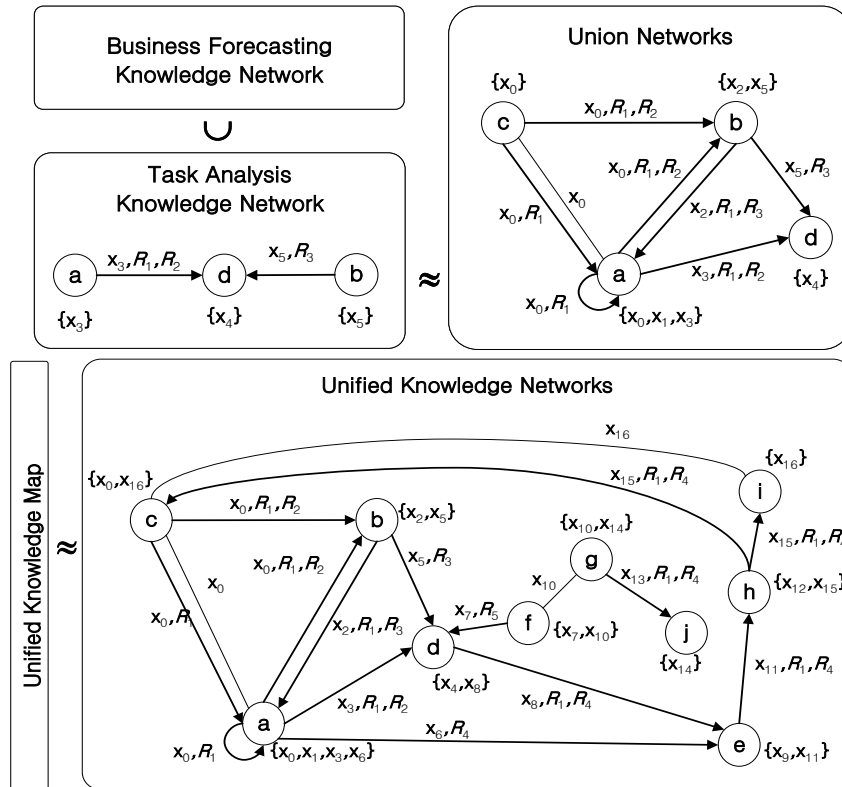 Business Forecasting
Knowledge Network
∪
Task Analysis
Knowledge Network
x₃,R₁,R₂
x₅,R₃
a
d
b
{x₃}
{x₄}
{x₅}
≈
Union Networks
{x₀}
{x₂,x₅}
c
x₀,R₁,R₂
b
x₀,R₁,R₂
x₅,R₃
x₀
x₀,R₁
x₂,R₁,R₃
d
a
x₃,R₁,R₂
{x₄}
x₀,R₁
{x₀,x₁,x₃}
Unified Knowledge Map
≈
Unified Knowledge Networks
x₁₆
{x₀,x₁₆}
{x₁₆}
x₁₅,R₁,R₄
i
c
x₀,R₁,R₂
b
{x₂,x₅}
{x₁₀,x₁₄}
x₁₅,R₁,R
x₅,R₃
g
x₀,R₁,R₂
x₀
x₁₀
x₁₃,R₁,R₄
h
{x₁₂,x₁₅}
x₀,R₁
x₇,R₅
f
x₂,R₁,R₃
{x₇,x₁₀}
j
d
{x₁₄}
{x₄,x₈}
x₁₁,R₁,R₄
x₃,R₁,R₂
x₈,R₁,R₄
a
x₆,R₄
e
x₀,R₁
{x₀,x₁,x₃,x₆}
{x₉,x₁₁}